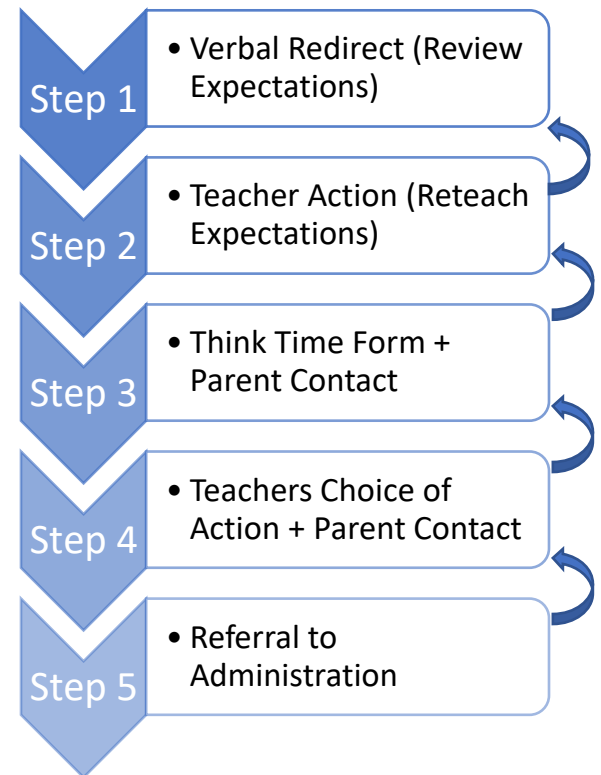 Step 1
• Verbal Redirect (Review
Expectations)
Step 2
• Teacher Action (Reteach
Expectations)
Step 3
• Think Time Form +
Parent Contact
Step 4
• Teachers Choice of
Action + Parent Contact
Step 5
• Referral to
Administration